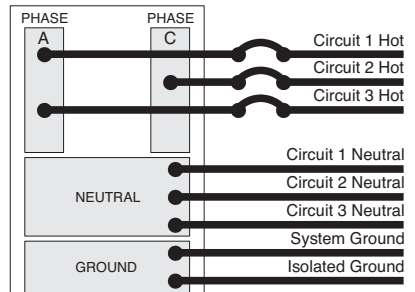 PHASE PHASE
A C
Circuit 1 Hot
Circuit 2 Hot
Circuit 3 Hot
Circuit 1 Neutral
NEUTRAL
Circuit 2 Neutral
Circuit 3 Neutral
System Ground
GROUND
Isolated Ground